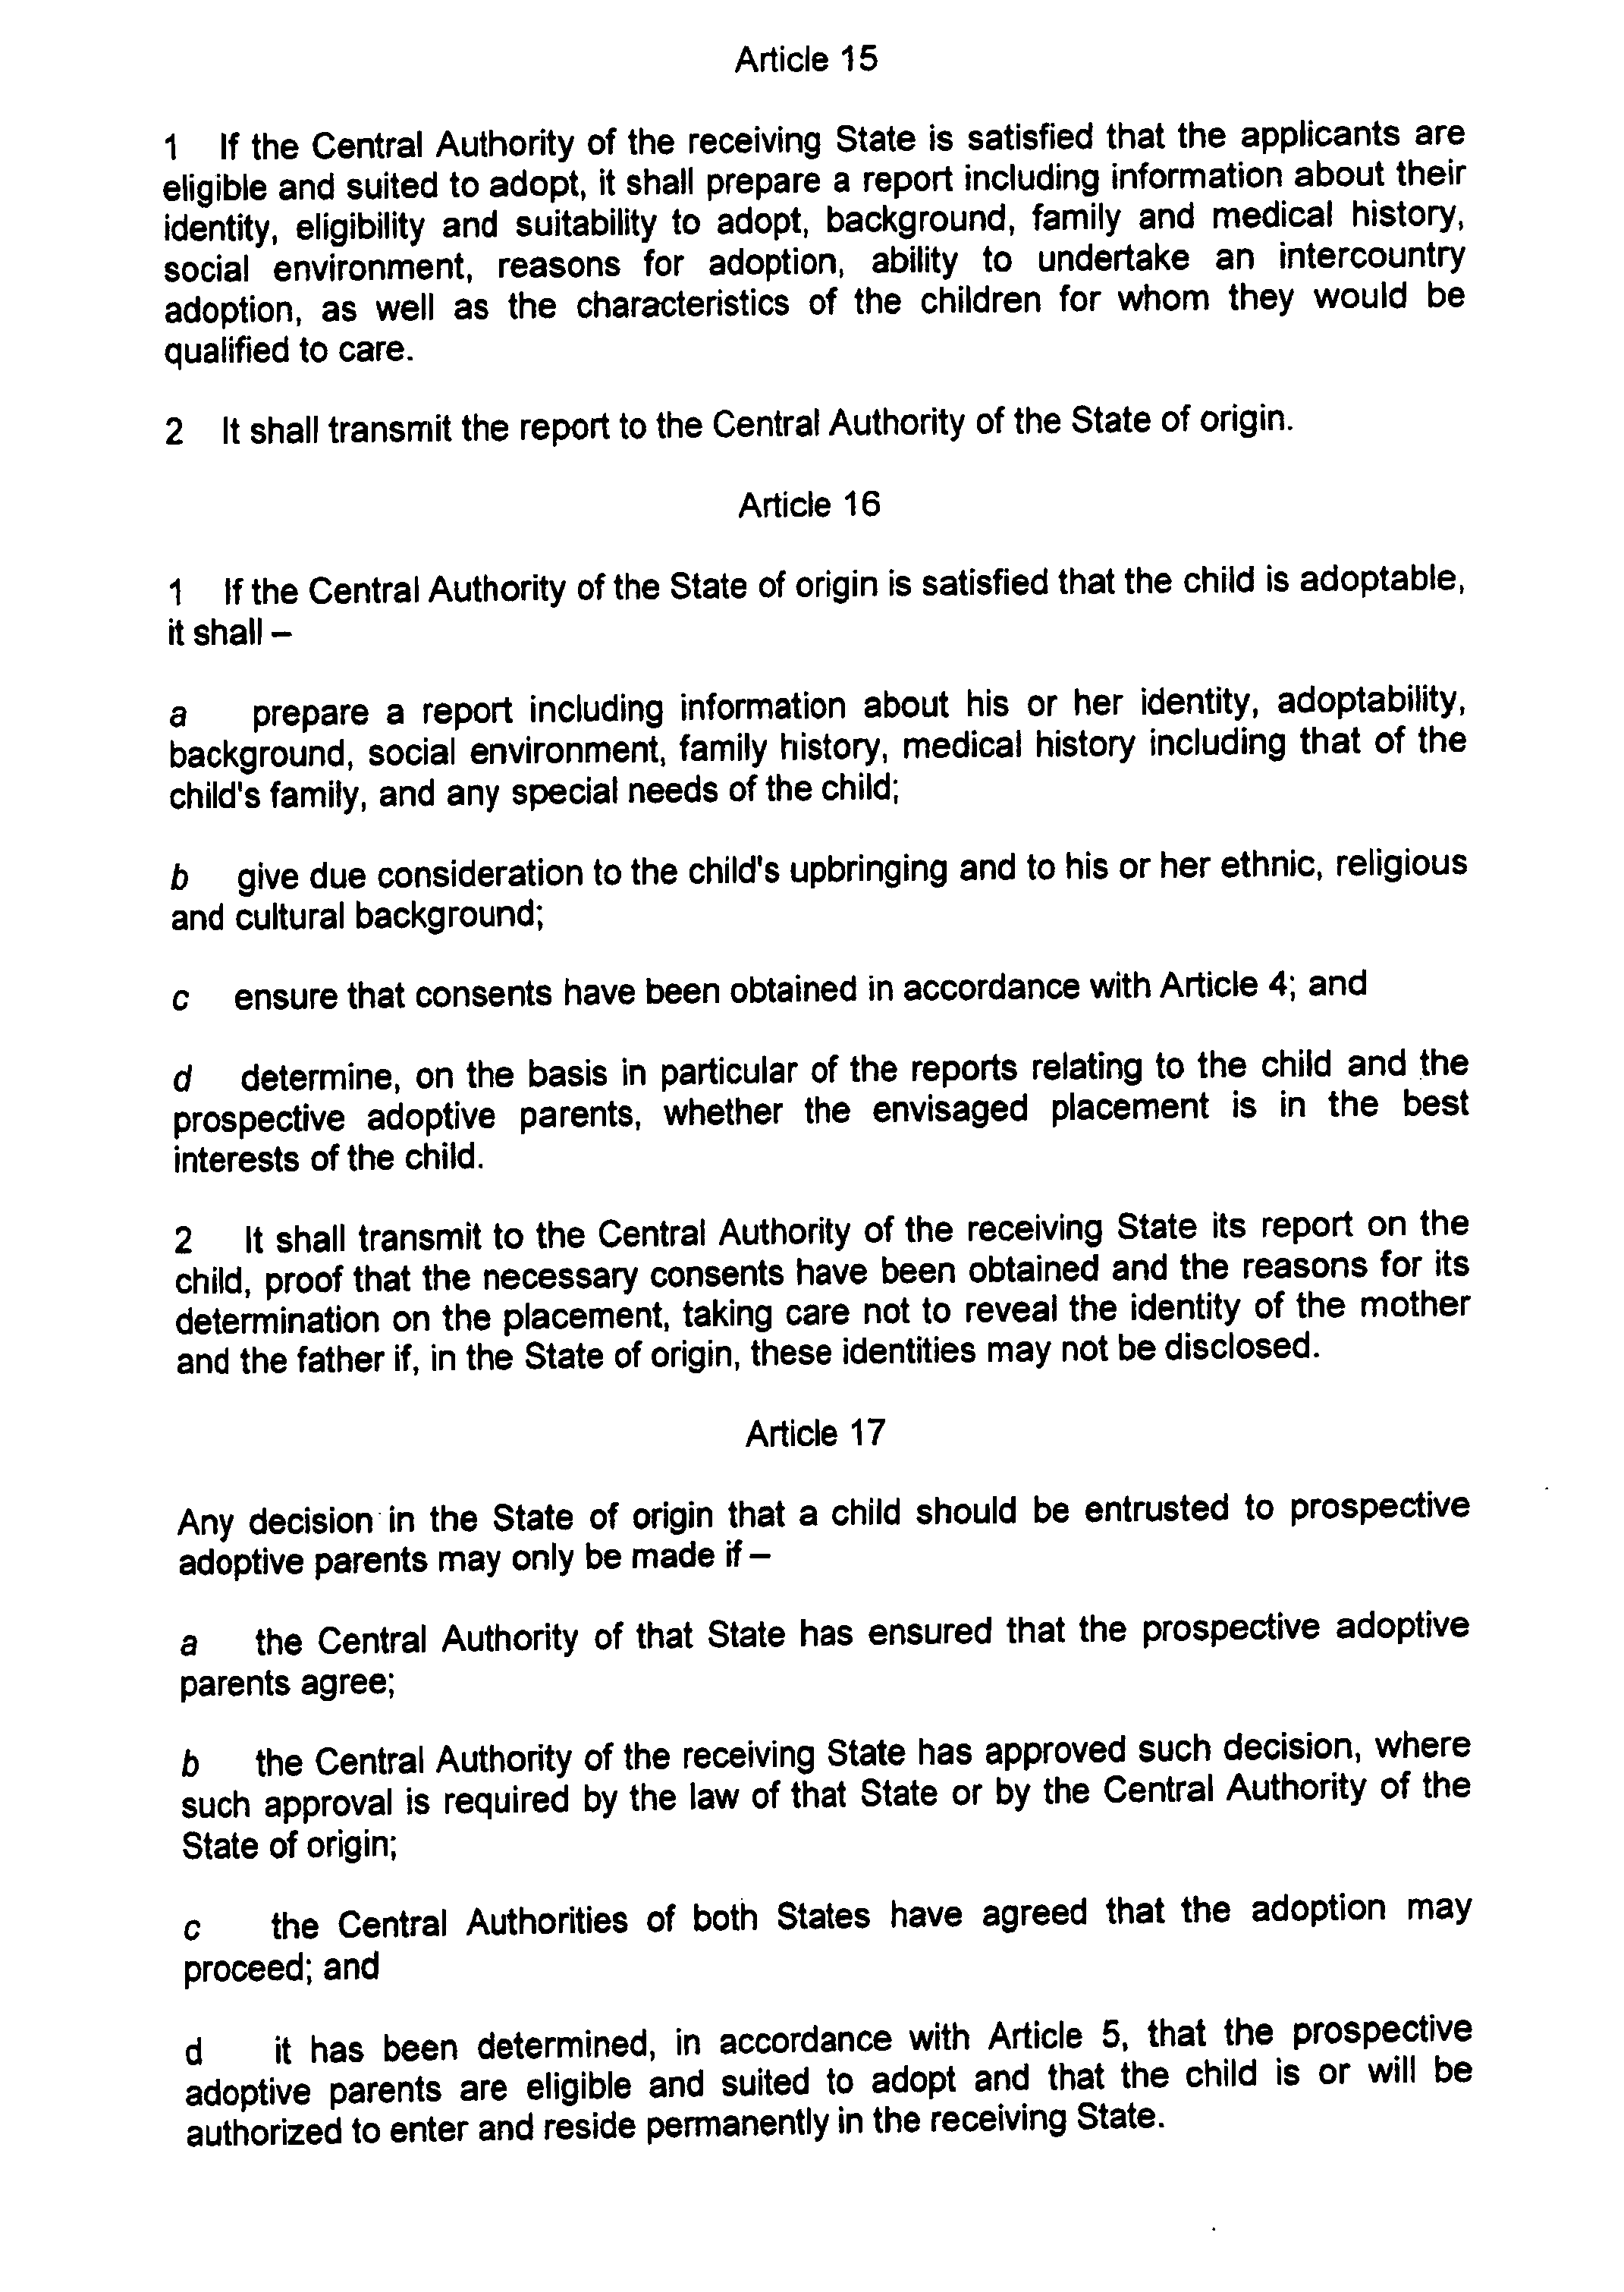 Article 15
1 If the Central Authority of the receiving State is satisfied that the applicants are
eligible and suited to adopt, it shall prepare a report including information about their
identity, eligibility and suitability to adopt, background, family and medical history,
social environment, reasons for adoption, ability to undertake an intercountry
adoption, as well as the characteristics of the children for whom they would be
qualified to care.
2 It shall transmit the report to the Central Authority of the State of origin.
Article 16
1 If the Central Authority of the State of origin is satisfied that the child is adoptable,
it shall –
a prepare a report including information about his or her identity, adoptability,
background, social environment, family history, medical history including that of the
child's family, and any special needs of the child;
b give due consideration to the child's upbringing and to his or her ethnic, religious
and cultural background;
c ensure that consents have been obtained in accordance with Article 4; and
d determine, on the basis in particular of the reports relating to the child and the
prospective adoptive parents, whether the envisaged placement is in the best
interests of the child.
2 It shall transmit to the Central Authority of the receiving State its report on the
child, proof that the necessary consents have been obtained and the reasons for its
determination on the placement, taking care not to reveal the identity of the mother
and the father if, in the State of origin, these identities may not be disclosed.
Article 17
Any decision in the State of origin that a child should be entrusted to prospective
adoptive parents may only be made if –
a the Central Authority of that State has ensured that the prospective adoptive
parents agree;
b the Central Authority of the receiving State has approved such decision, where
such approval is required by the law of that State or by the Central Authority of the
State of origin;
c the Central Authorities of both States have agreed that the adoption may
proceed; and
d it has been determined, in accordance with Article 5, that the prospective
adoptive parents are eligible and suited to adopt and that the child is or will be
authorized to enter and reside permanently in the receiving State.